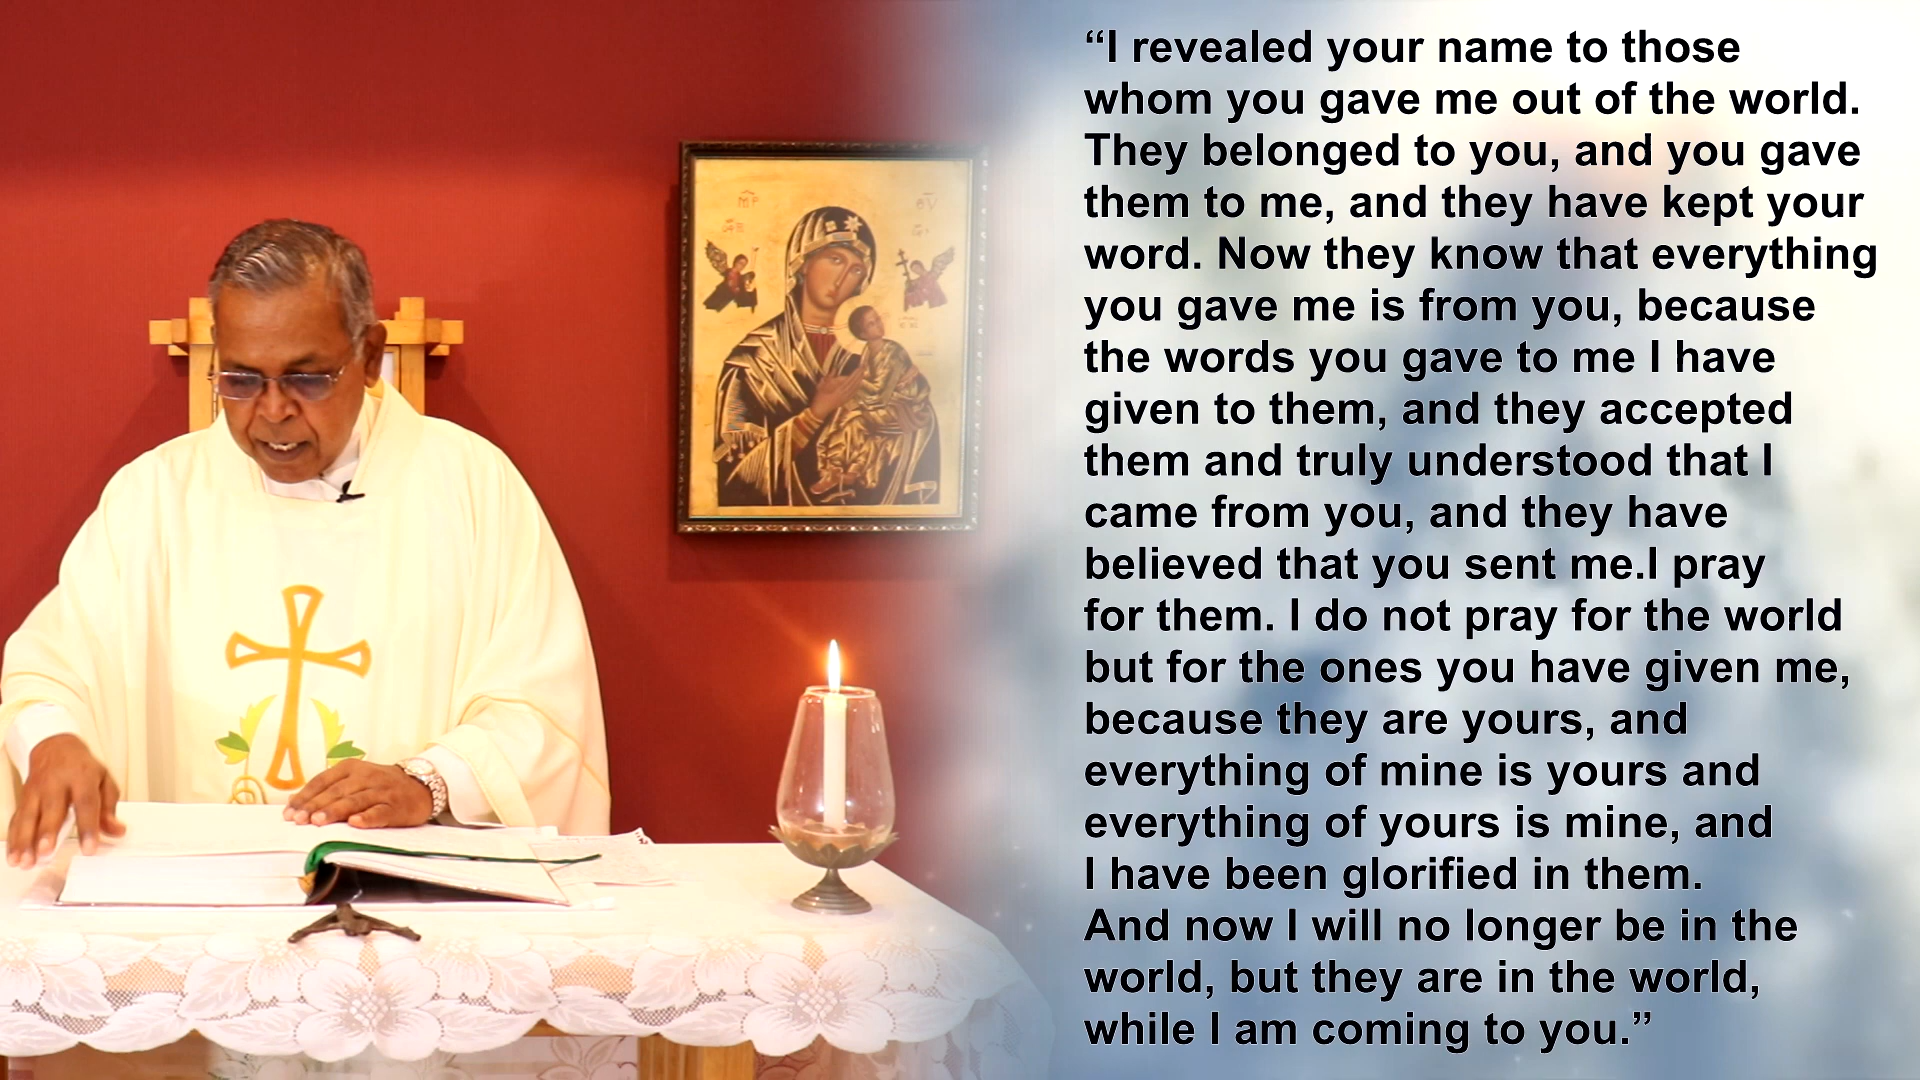 “I revealed your name to those
whom you gave me out of the world.
They belonged to you, and you gave
them to me, and they have kept your
word. Now they know that everything
you gave me is from you, because
the words you gave to me I have
given to them, and they accepted
them and truly understood that I
came from you, and they have
believed that you sent me.I pray
for them. I do not pray for the world
but for the ones you have given me,
because they are yours, and
everything of mine is yours and
everything of yours is mine, and
I have been glorified in them.
And now I will no longer be in the
world, but they are in the world,
while I am coming to you.”